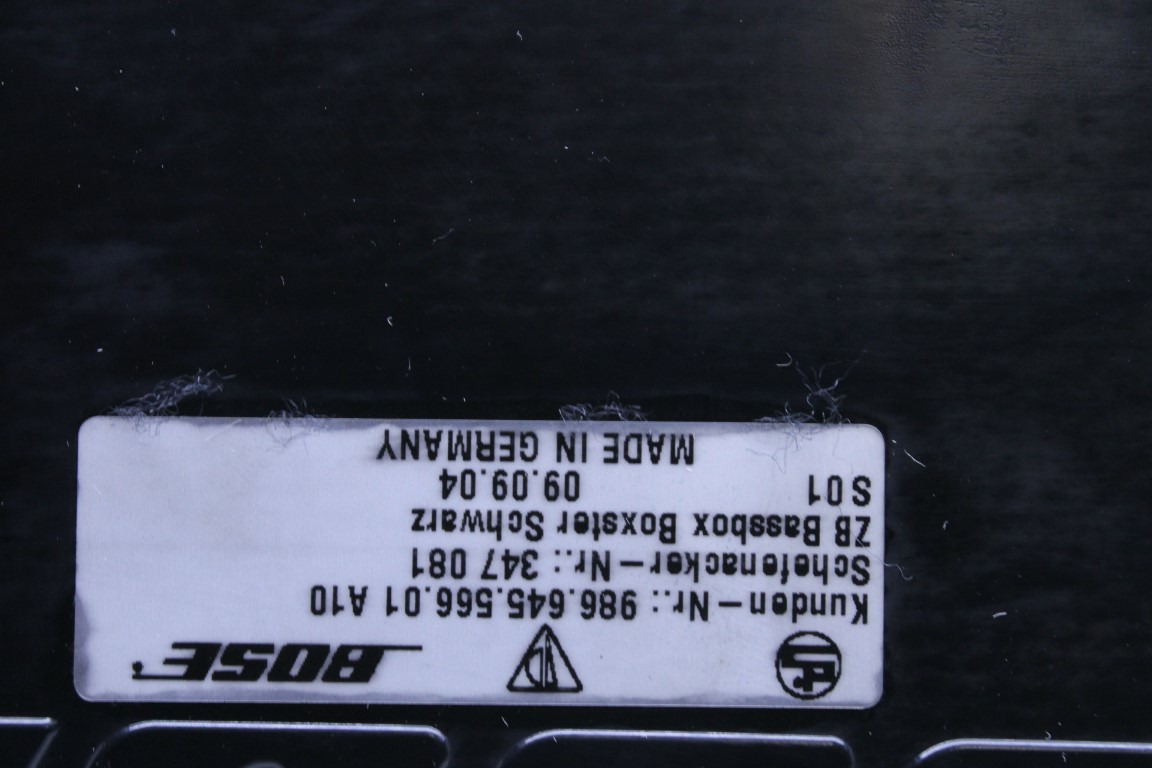 BOSE
Kunden-Nr.: 986.645.566.01 A10
Schefenacker-Nr.: 347 081
ZB Bassbox Boxster Schwarz
S01 09.09.04
MADE IN GERMANY